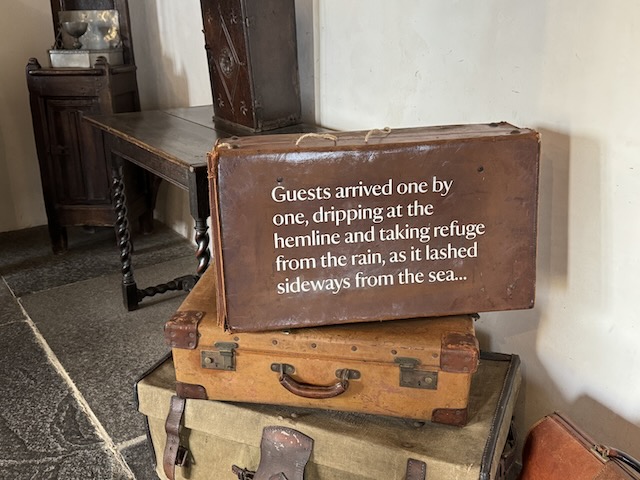 Guests arrived one by
one, dripping at the
hemline and taking refuge
from the rain, as it lashed
sideways from the sea...